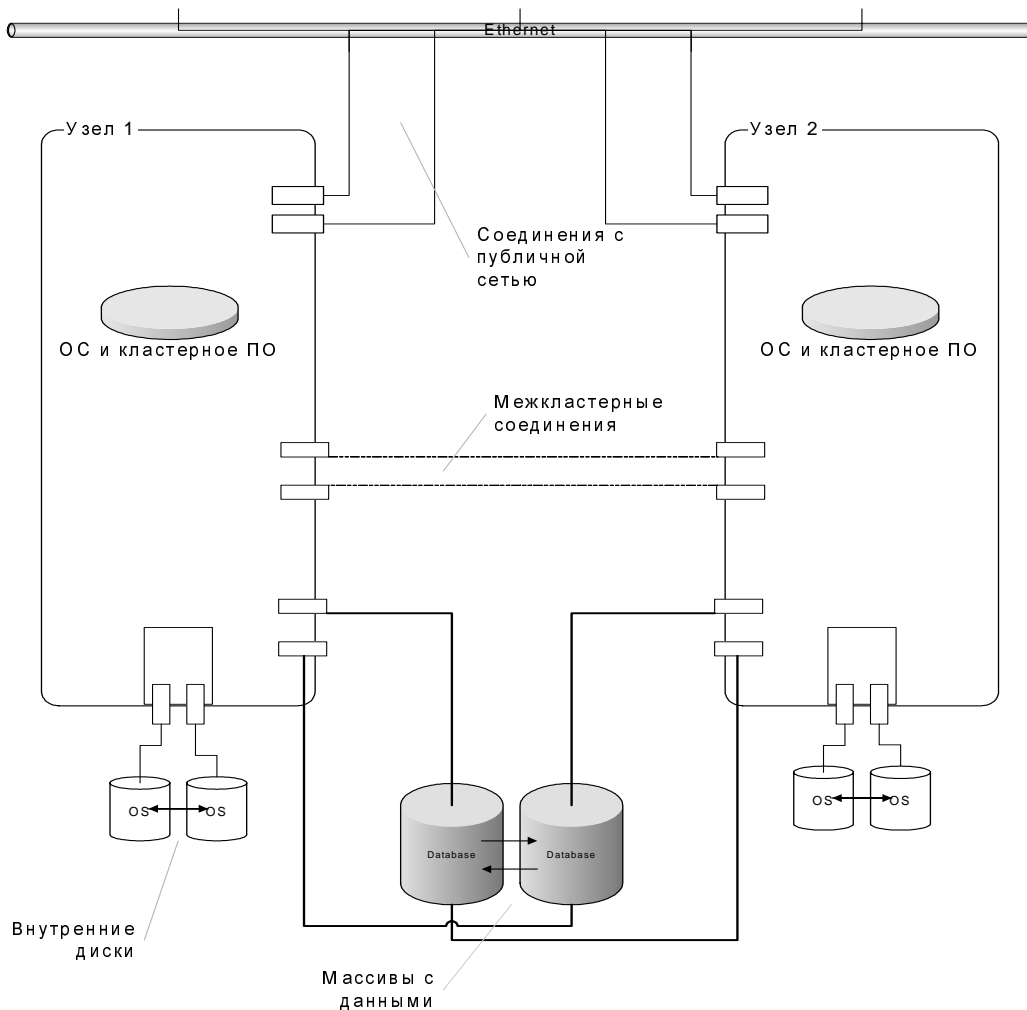 Ethernet
Узел 1
Узел 2
Соединения с
публичной
сетью
ОС и кластерное ПО
ОС и кластерное ПО
Межкластерные
соединения
OS
OS
OS
OS
Database
Database
Внутренние
диски
Массивы с
данными